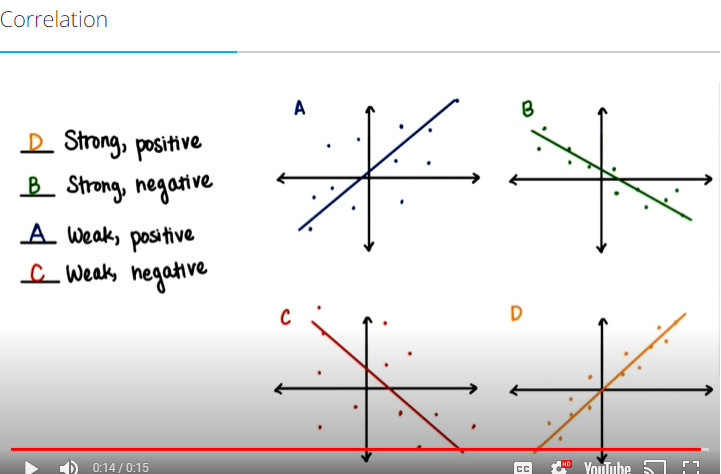 Correlation
D Strong, positive
B Strong, negative
A Weak, positive
C Weak, negative
A
B
C
D
0:14 / 0:15
CC
HD
YouTube